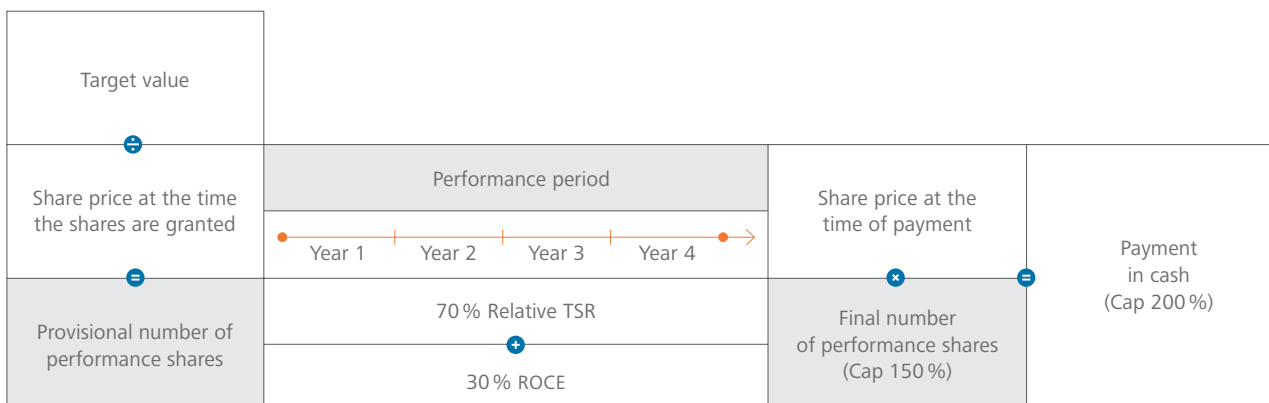 Target value
÷
Share price at the time
the shares are granted
=
Provisional number of
performance shares
Performance period
Year 1 Year 2 Year 3 Year 4
70 % Relative TSR
+
30 % ROCE
Share price at the
time of payment
×
Final number
of performance shares
(Cap 150 %)
=
Payment
in cash
(Cap 200 %)